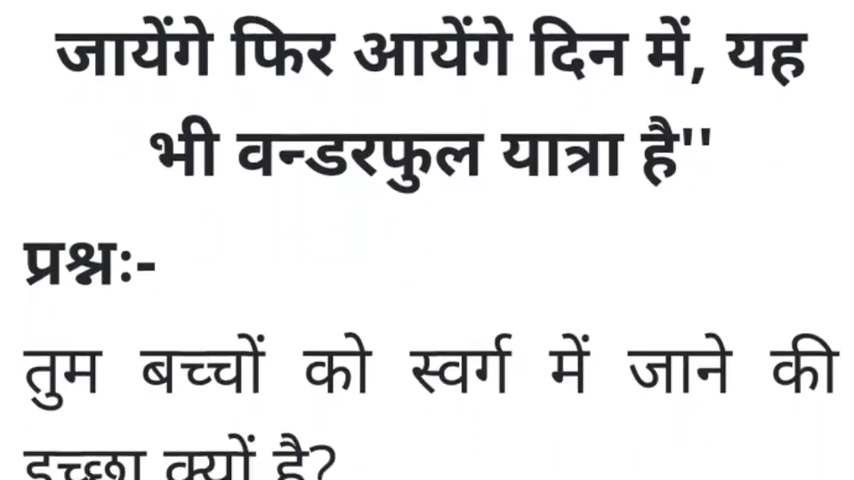 जायेंगे फिर आयेंगे दिन में, यह
भी वन्डरफुल यात्रा है''
प्रश्नः-
तुम बच्चों को स्वर्ग में जाने की
इच्छा क्यों है?